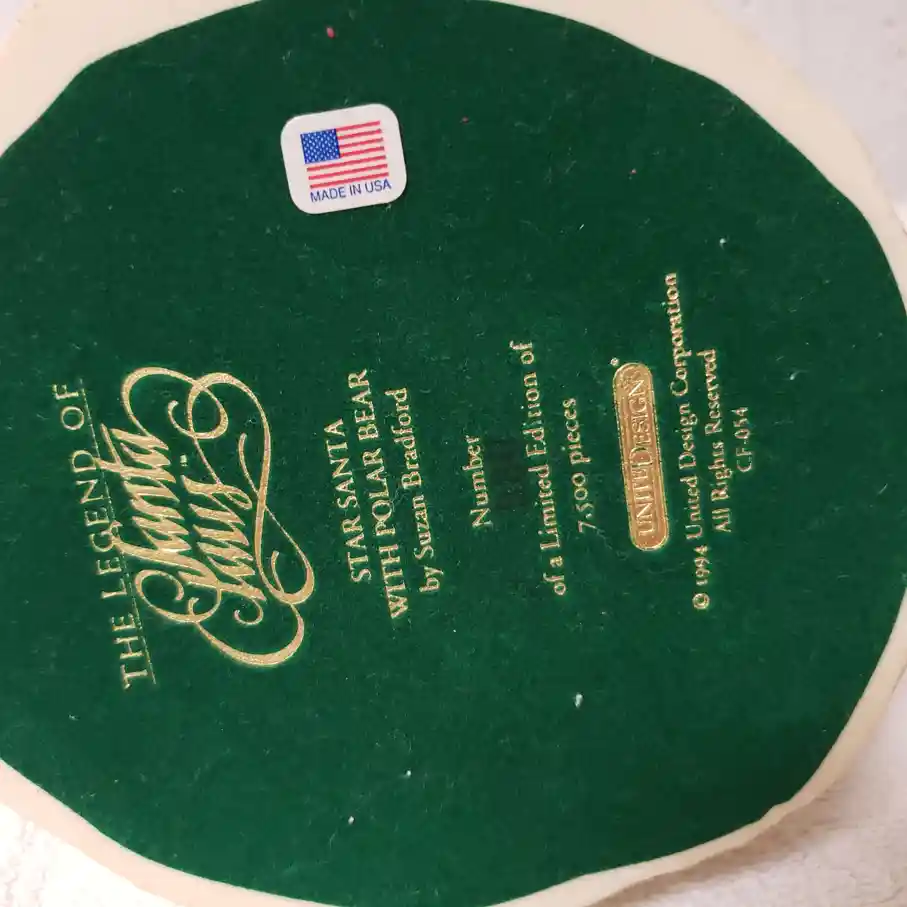 MADE IN USA
THE LEGEND OF
Santa
Claus
STAR SANTA
WITH POLAR BEAR
by Suzan Bradford
Number
of a Limited Edition of
7500 pieces
UNITED DESIGN
© 1994 United Design Corporation
All Rights Reserved
CF-054